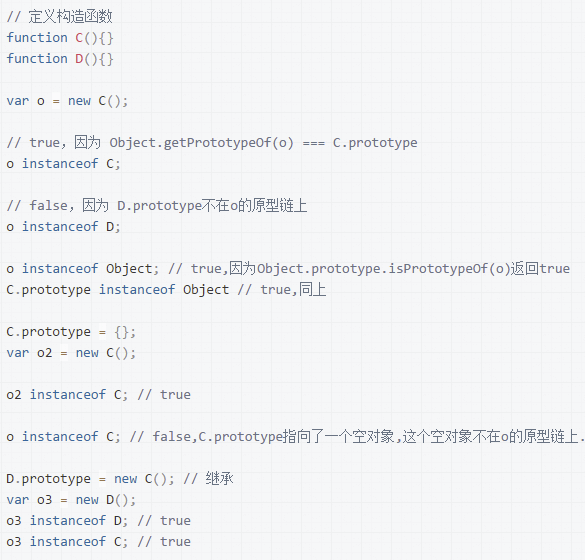 // 定义构造函数
function C(){}
function D(){}
var o = new C();
// true，因为 Object.getPrototypeOf(o) === C.prototype
o instanceof C;
// false，因为 D.prototype不在o的原型链上
o instanceof D;
o instanceof Object; // true,因为Object.prototype.isPrototypeOf(o)返回true
C.prototype instanceof Object // true,同上
C.prototype = {};
var o2 = new C();
o2 instanceof C; // true
o instanceof C; // false,C.prototype指向了一个空对象,这个空对象不在o的原型链上.
D.prototype = new C(); // 继承
var o3 = new D();
o3 instanceof D; // true
o3 instanceof C; // true